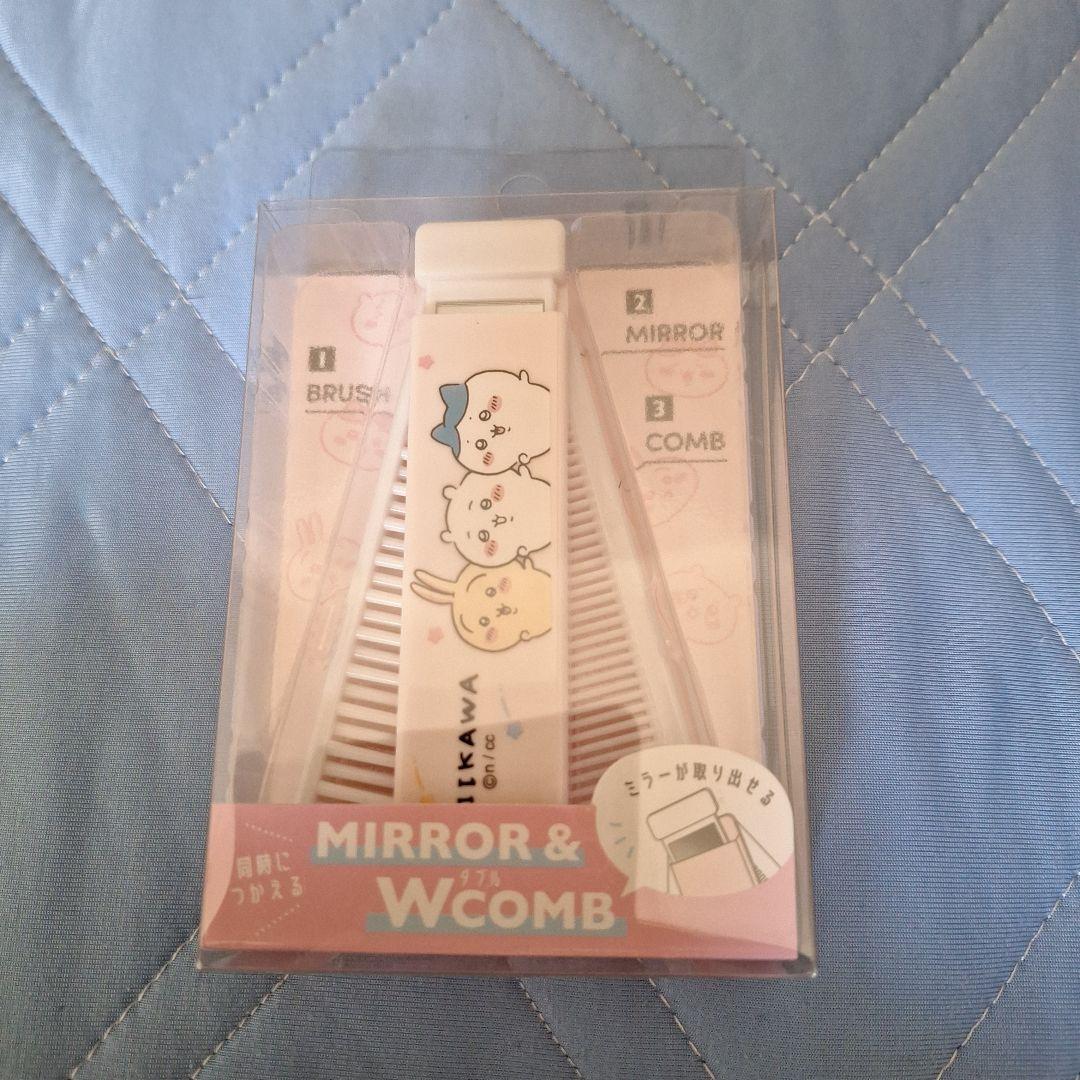 1
BRUSH
2
MIRROR
3
COMB
IIKAWA
©n/cc
ミラーが取り出せる
同時に
つかえる
MIRROR &
ダブル
WCOMB